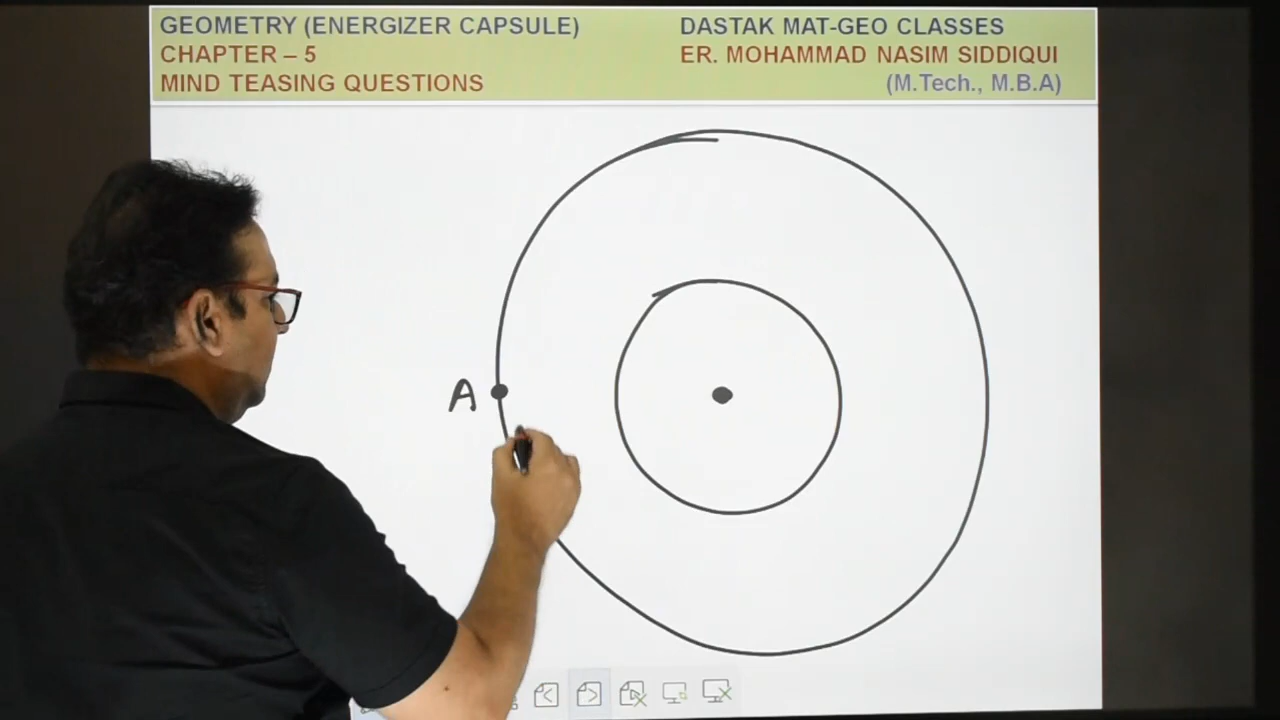 GEOMETRY (ENERGIZER CAPSULE)
CHAPTER – 5
MIND TEASING QUESTIONS
DASTAK MAT-GEO CLASSES
ER. MOHAMMAD NASIM SIDDIQUI
(M.Tech., M.B.A)
A